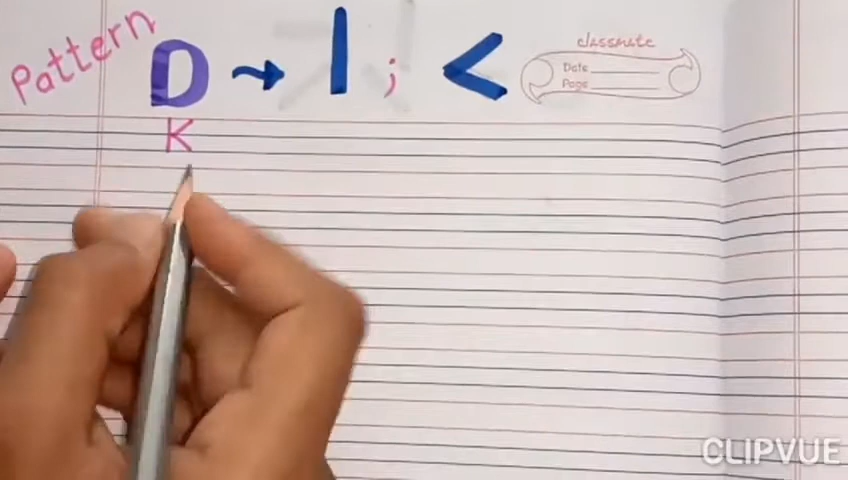 Pattern D → l ; <
classmate
Date
Page
K
CLIPVUE